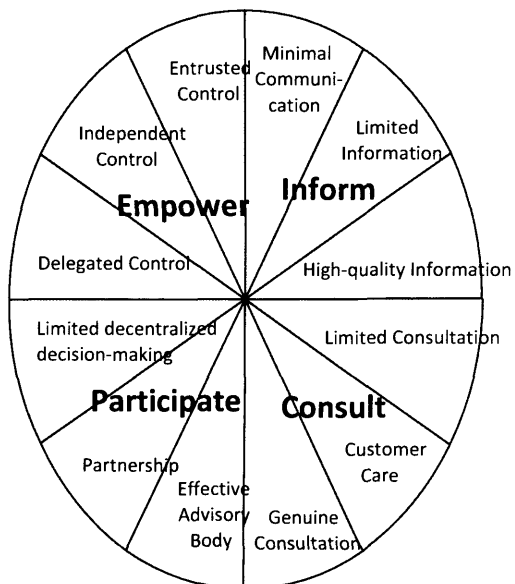 Minimal
Communi-
cation
Limited
Information
Inform
High-quality Information
Limited Consultation
Consult
Customer
Care
Genuine
Consultation
Effective
Advisory
Body
Partnership
Participate
Limited decentralized
decision-making
Delegated Control
Empower
Independent
Control
Entrusted
Control